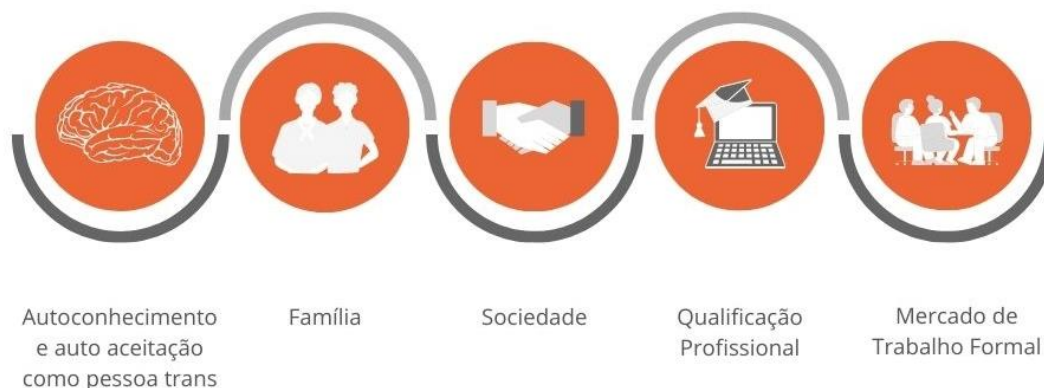 Autoconhecimento
e auto aceitação
como pessoa trans
Família
Sociedade
Qualificação
Profissional
Mercado de
Trabalho Formal